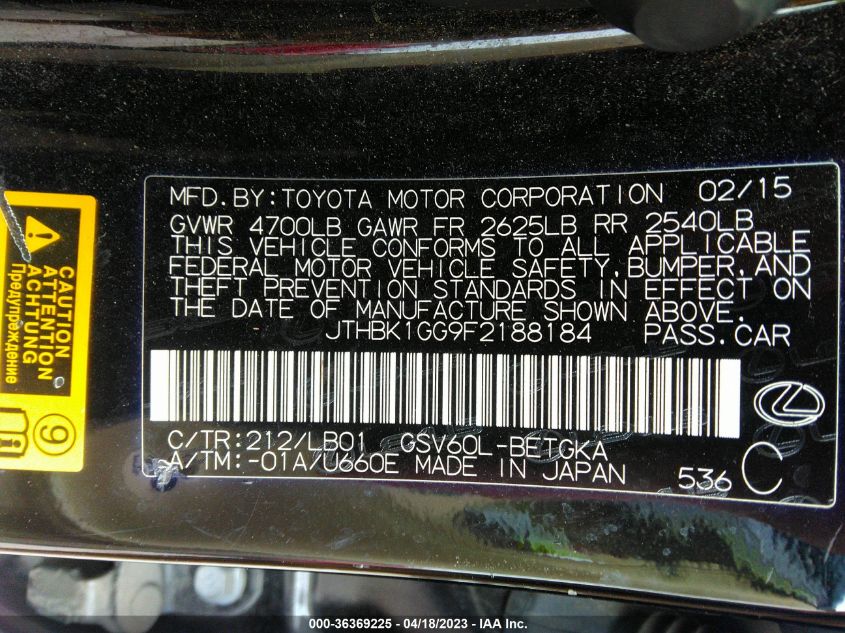 MFD.BY:TOYOTA MOTOR CORPORATION 02/15
GVWR 4700LB GAWR FR 2625LB RR 2540LB
THIS VEHICLE CONFORMS TO ALL APPLICABLE
FEDERAL MOTOR VEHICLE SAFETY,BUMPER,AND
THEFT PREVENTION STANDARDS IN EFFECT ON
THE DATE OF MANUFACTURE SHOWN ABOVE.
JTHBK1GG9F2188184 PASS.CAR
C/TR:212/LB01 GSV60L-BETGKA
A/TM:-01A/U660E MADE IN JAPAN 536 C
CAUTION
ATTENTION
ACHTUNG
Предупреждение
9
000-36369225 - 04/18/2023 - IAA Inc.